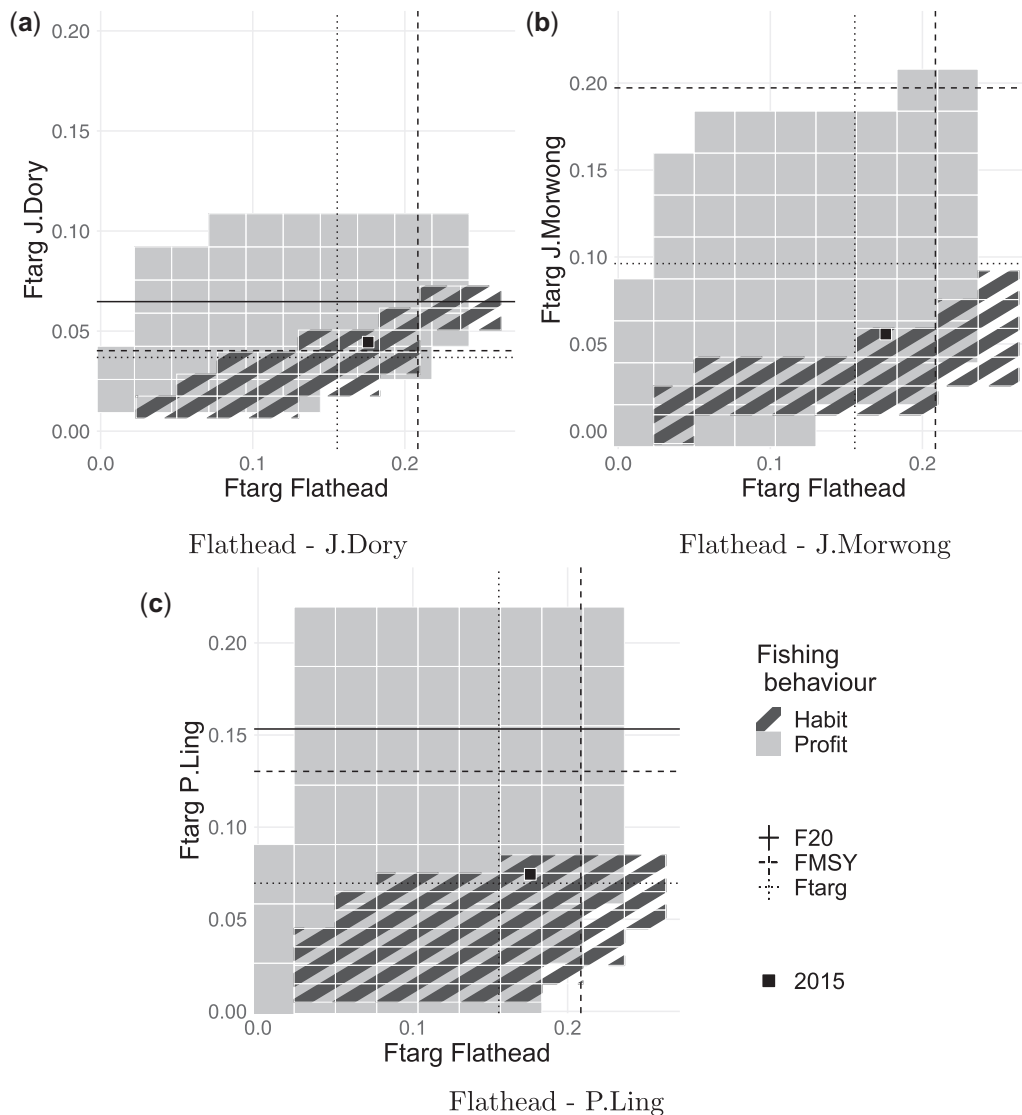 (a)
0.20
0.15
0.10
0.05
0.00
Ftarg J.Dory
0.0 0.1 0.2
Ftarg Flathead
Flathead - J.Dory
(b)
0.20
0.15
0.10
0.05
0.00
Ftarg J.Morwong
0.0 0.1 0.2
Ftarg Flathead
Flathead - J.Morwong
(c)
0.20
0.15
0.10
0.05
0.00
Ftarg P.Ling
0.0 0.1 0.2
Ftarg Flathead
Flathead - P.Ling
Fishing
behaviour
Habit
Profit
F20
FMSY
Ftarg
2015